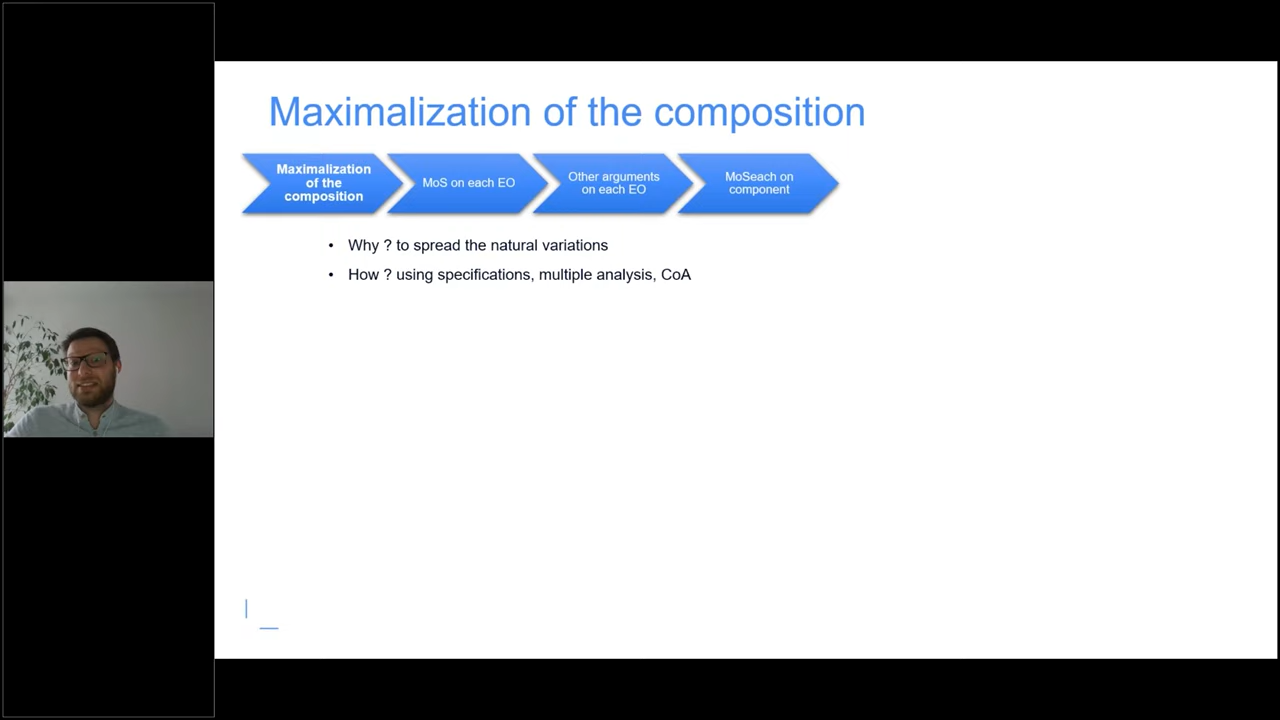 Maximalization of the composition
Maximalization
of the
composition
MoS on each EO
Other arguments
on each EO
MoSeach on
component
• Why ? to spread the natural variations
• How ? using specifications, multiple analysis, CoA